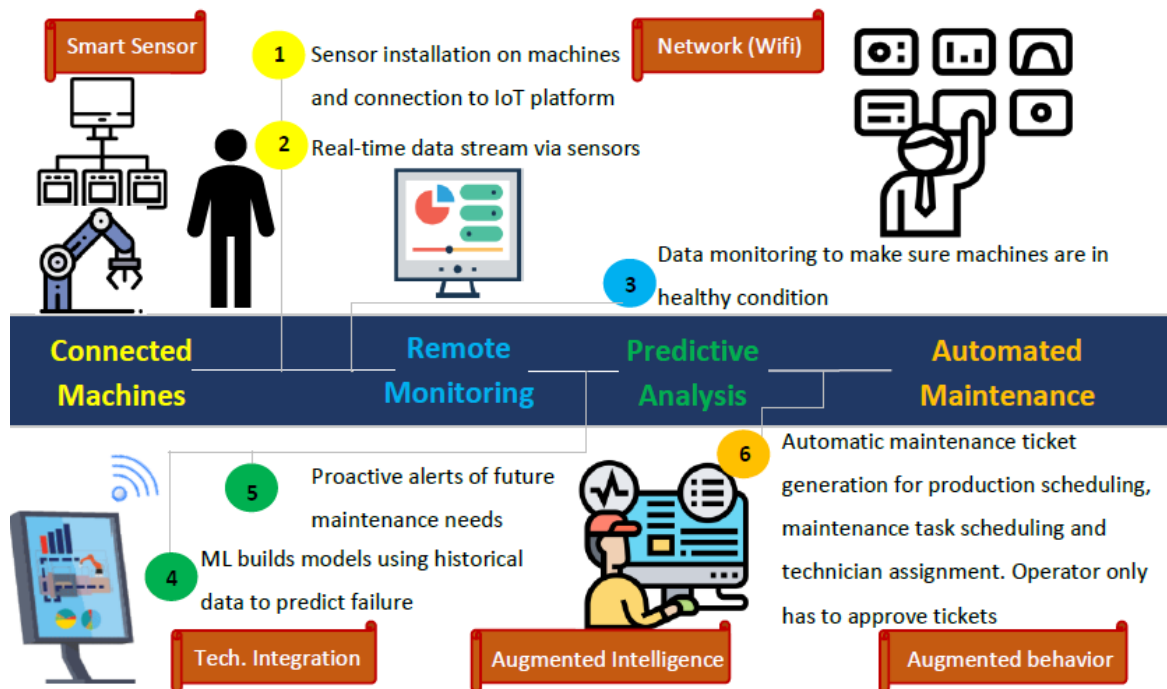 Smart Sensor
1
Sensor installation on machines
and connection to IoT platform
Network (Wifi)
2
Real-time data stream via sensors
3
Data monitoring to make sure machines are in
healthy condition
Connected
Machines
Remote
Monitoring
Predictive
Analysis
Automated
Maintenance
5
Proactive alerts of future
maintenance needs
4
ML builds models using historical
data to predict failure
6
Automatic maintenance ticket
generation for production scheduling,
maintenance task scheduling and
technician assignment. Operator only
has to approve tickets
Tech. Integration
Augmented Intelligence
Augmented behavior